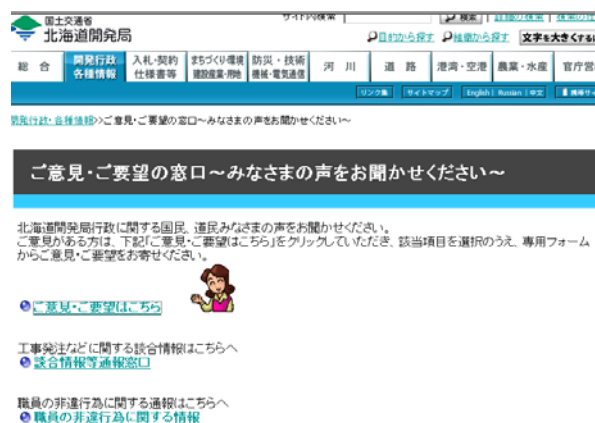 国土交通省
北海道開発局
サイト内検索
検索
詳細の検索
検索の仕
目的から探す
組織から探す
文字を大きくする
総合
開発行政 各種情報
入札・契約 仕様書等
まちづくり環境 建設産業・用地
防災・技術 機械・電気通信
河川
道路
港湾・空港
農業・水産
官庁営
リンク集
サイトマップ
English
Russian
中文
開発行政・各種情報>>ご意見・ご要望の窓口～みなさまの声をお聞かせください～
ご意見・ご要望の窓口～みなさまの声をお聞かせください～
北海道開発局行政に関する国民、道民みなさまの声をお聞かせください。
ご意見がある方は、下記「ご意見・ご要望はこちら」をクリックしていただき、該当項目を選択のうえ、専用フォーム
からご意見・ご要望をお寄せください。
ご意見・ご要望はこちら
工事発注などに関する談合情報はこちらへ
談合情報等通報窓口
職員の非違行為に関する通報はこちらへ
職員の非違行為に関する情報